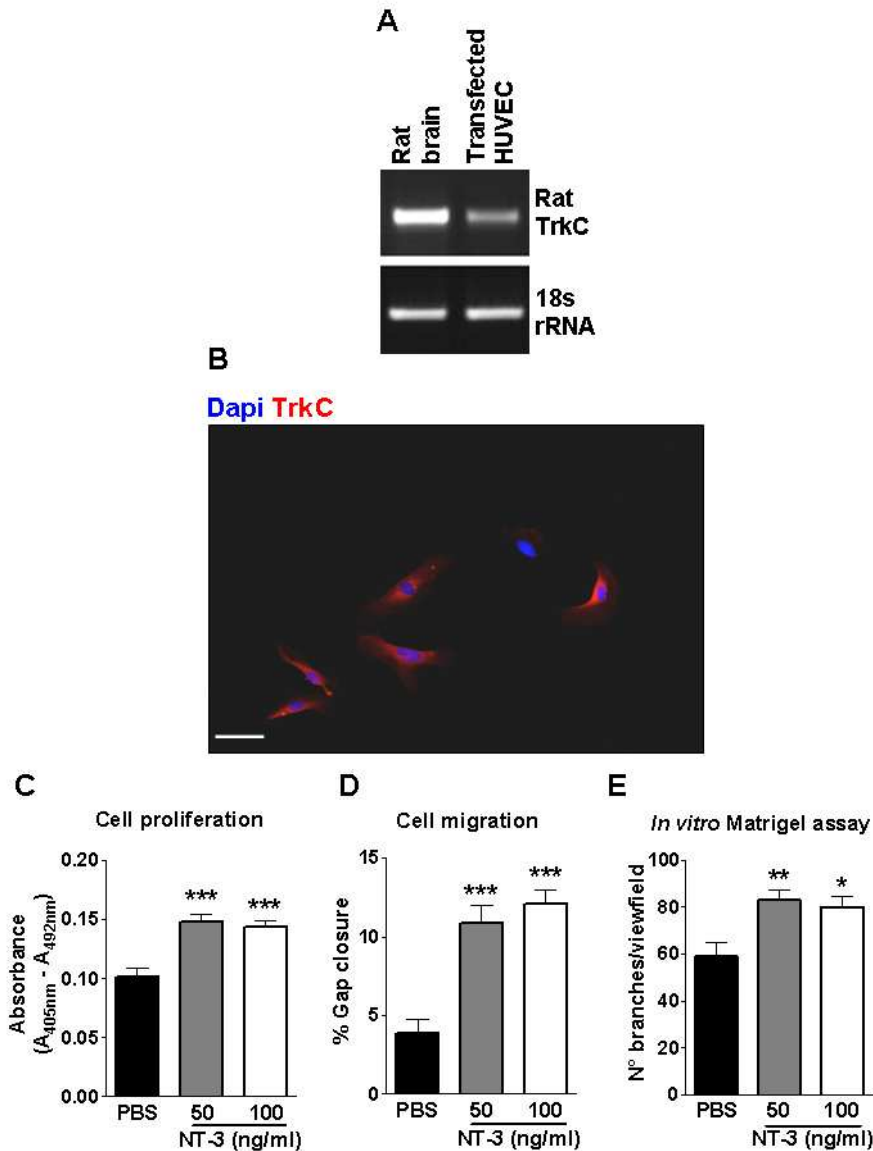 A
Rat
brain
Transfected
HUVEC
Rat
TrkC
18s
rRNA
B
Dapi TrkC
C
Cell proliferation
Absorbance
(A405nm - A492nm)
0.20
0.15
0.10
0.05
0.00
***
***
PBS
50
100
NT-3 (ng/ml)
D
Cell migration
% Gap closure
15
10
5
0
***
***
PBS
50
100
NT-3 (ng/ml)
E
In vitro Matrigel assay
N° branches/viewfield
100
80
60
40
20
0
**
*
PBS
50
100
NT-3 (ng/ml)